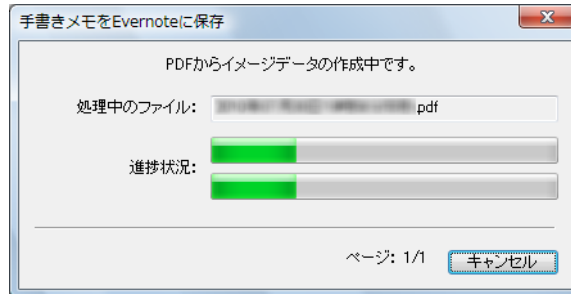 手書きメモをEvernoteに保存
PDFからイメージデータの作成中です。
処理中のファイル: .pdf
進捗状況:
ページ: 1/1 キャンセル